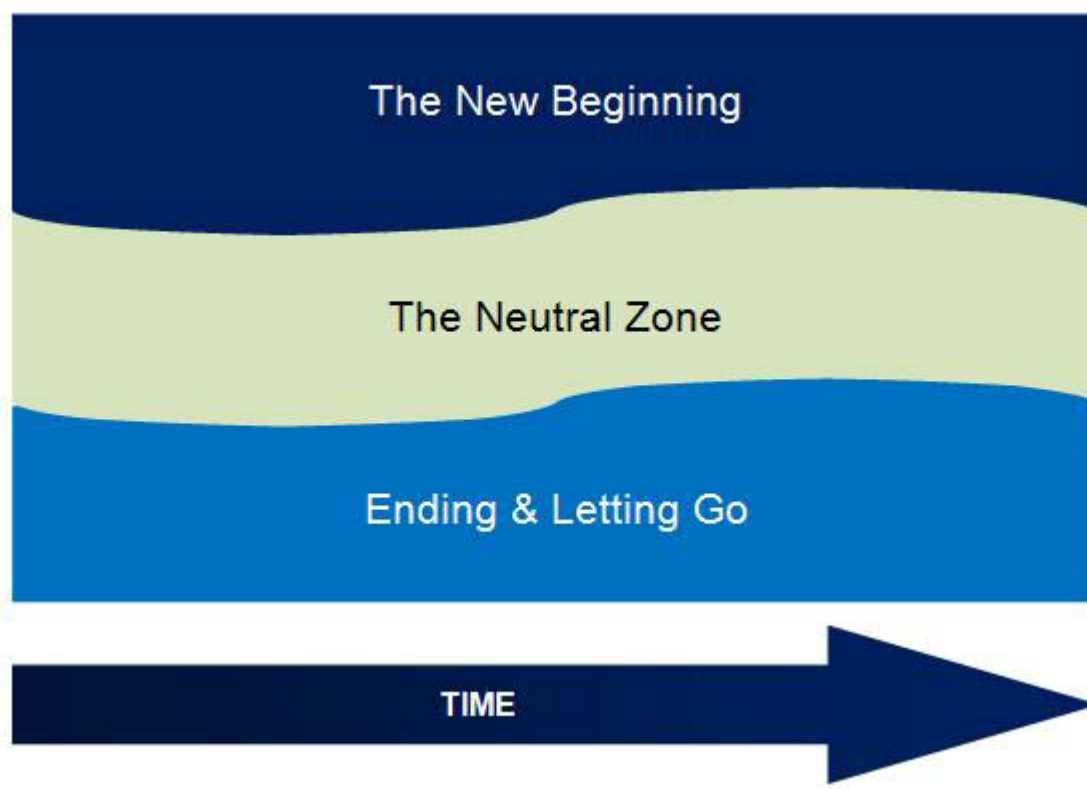 The New Beginning
The Neutral Zone
Ending & Letting Go
TIME